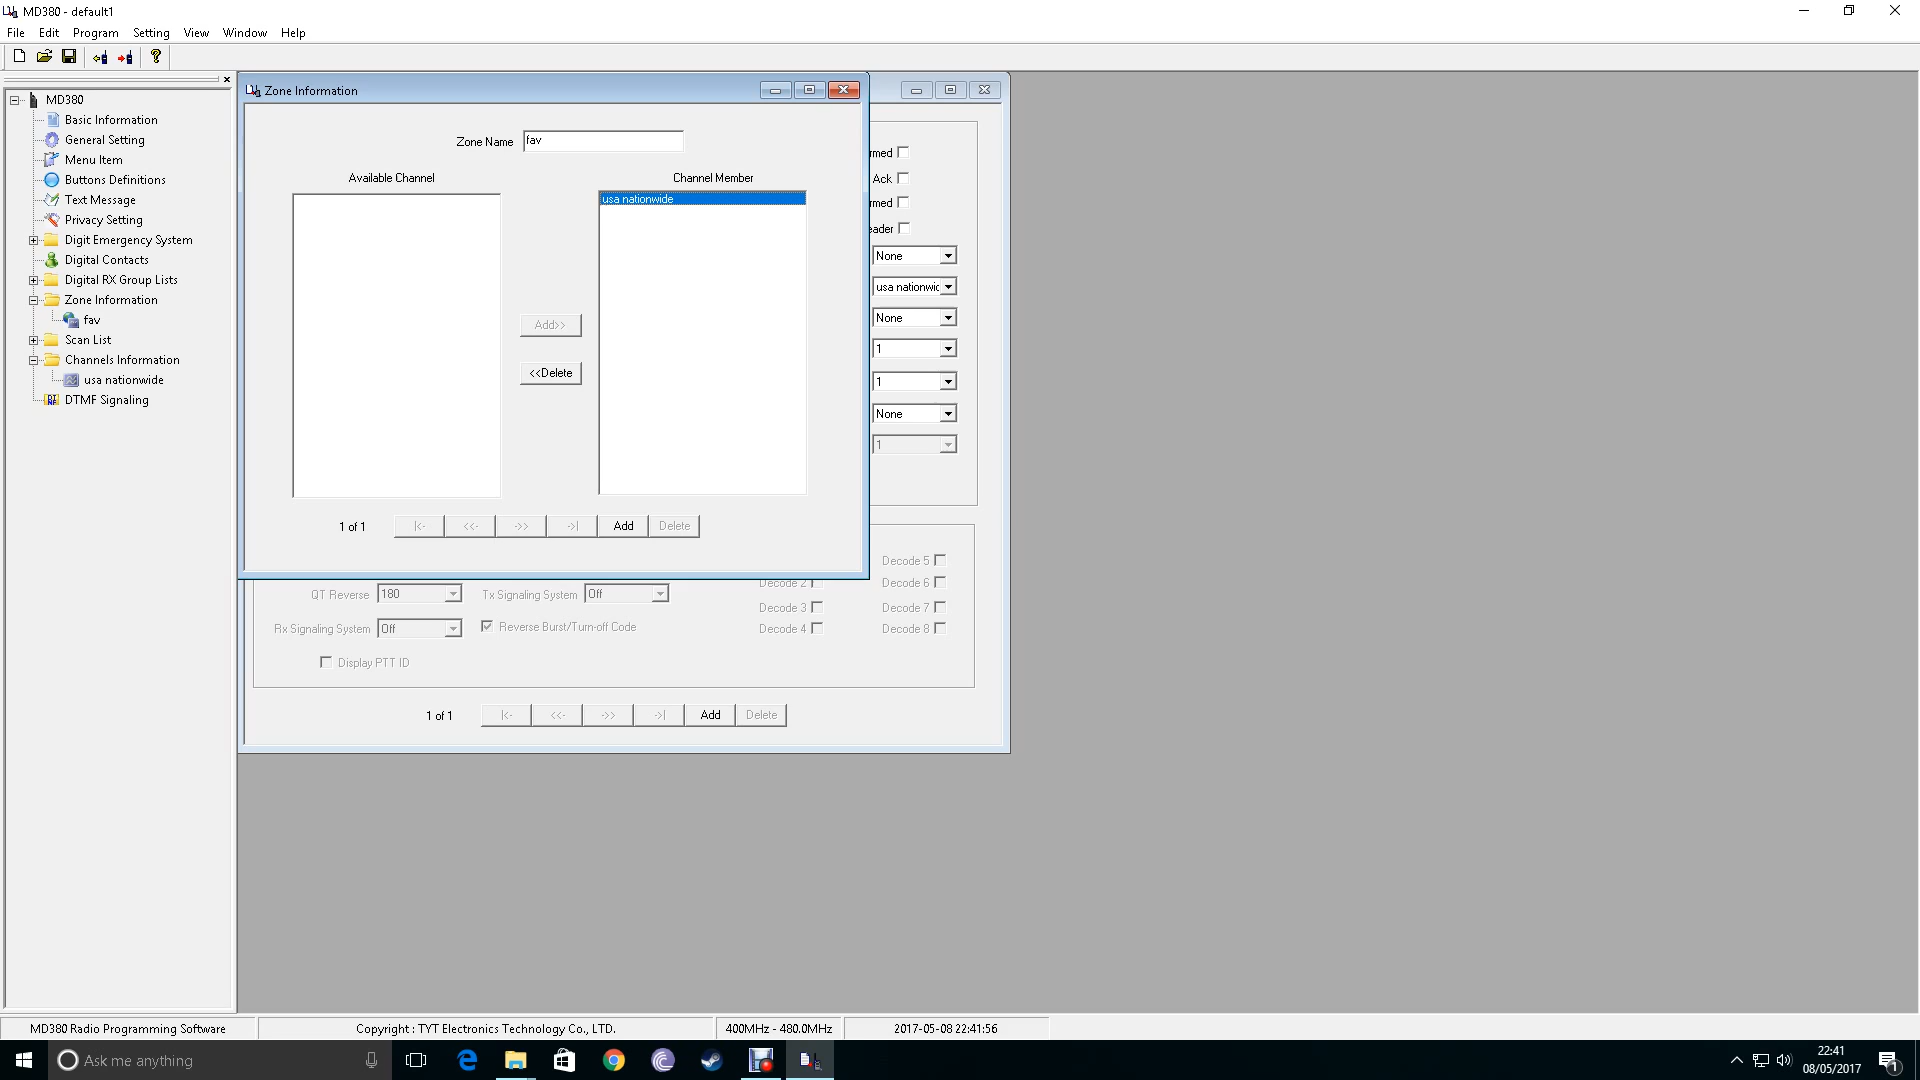 MD380 - default1
File Edit Program Setting View Window Help
MD380
Basic Information
General Setting
Menu Item
Buttons Definitions
Text Message
Privacy Setting
Digit Emergency System
Digital Contacts
Digital RX Group Lists
Zone Information
fav
Scan List
Channels Information
usa nationwide
DTMF Signaling
Zone Information
Zone Name fav
Available Channel Channel Member
usa nationwide
Add>>
<<Delete
1 of 1 |<- <<- ->> ->| Add Delete
rmed
Ack
rmed
eader
None
usa nationwic
None
1
1
None
1
Decode 5
Decode 2 Decode 6
QT Reverse 180 Tx Signaling System Off
Decode 3 Decode 7
Rx Signaling System Off Reverse Burst/Turn-off Code Decode 4 Decode 8
Display PTT ID
1 of 1 |<- <<- ->> ->| Add Delete
MD380 Radio Programming Software Copyright : TYT Electronics Technology Co., LTD. 400MHz - 480.0MHz 2017-05-08 22:41:56
Ask me anything
22:41
08/05/2017
1